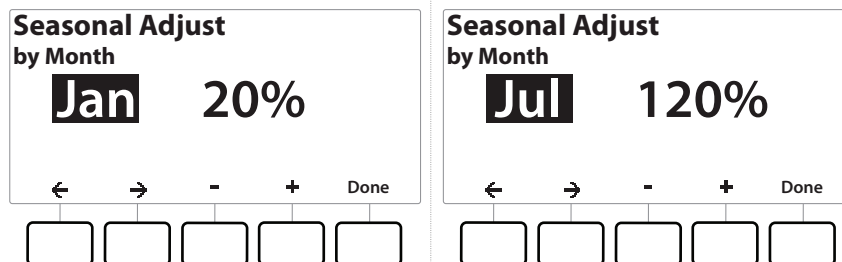 Seasonal Adjust
by Month
Jan 20%
← → - + Done
Seasonal Adjust
by Month
Jul 120%
← → - + Done